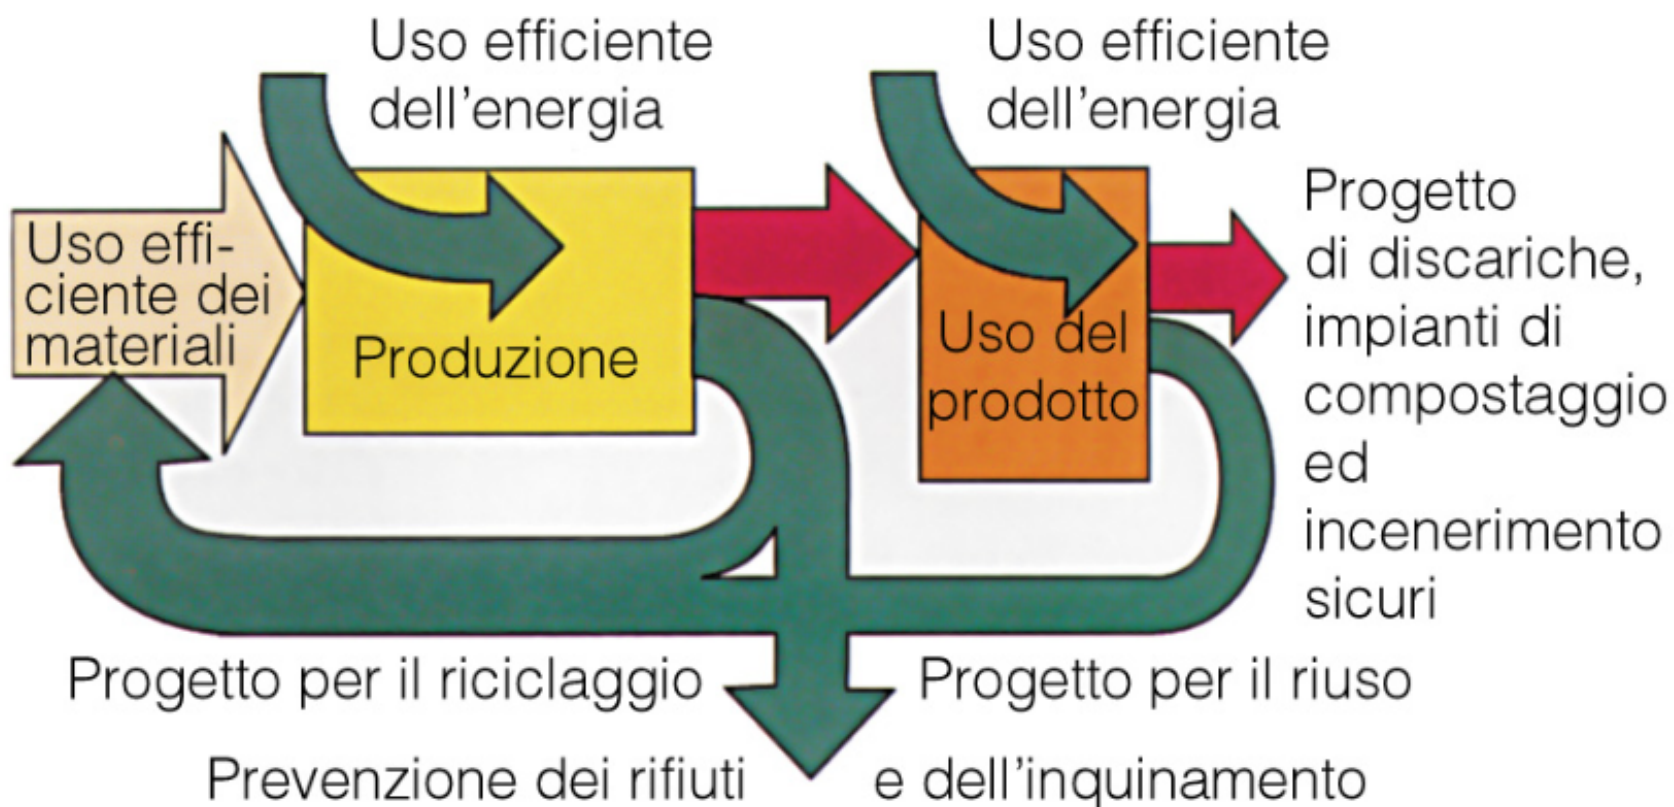 Uso efficiente
dell'energia
Uso efficiente
dell'energia
Uso effi-
ciente dei
materiali
Produzione
Uso del
prodotto
Progetto
di discariche,
impianti di
compostaggio
ed
incenerimento
sicuri
Progetto per il riciclaggio
Progetto per il riuso
Prevenzione dei rifiuti e dell'inquinamento